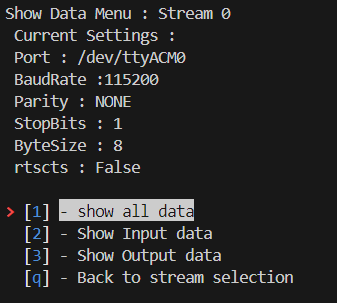 Show Data Menu : Stream 0
Current Settings :
Port : /dev/ttyACM0
BaudRate :115200
Parity : NONE
StopBits : 1
ByteSize : 8
rtscts : False
> [1] - show all data
[2] - Show Input data
[3] - Show Output data
[q] - Back to stream selection